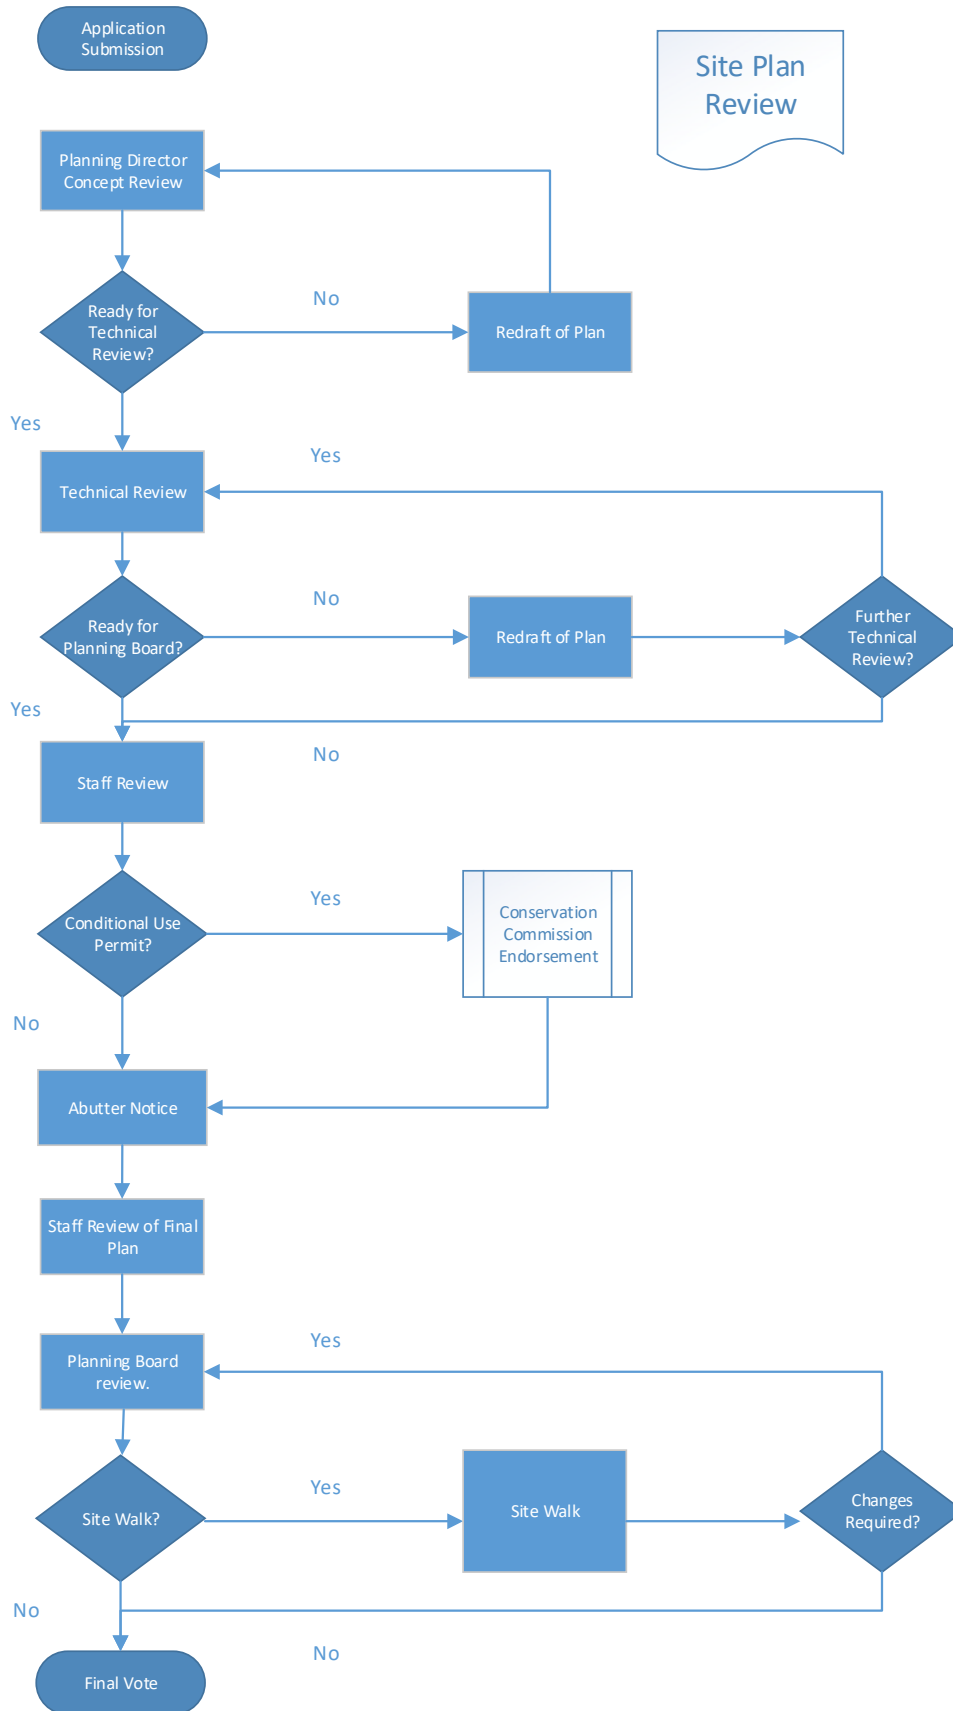 Application
Submission
Site Plan
Review
Planning Director
Concept Review
No
Ready for
Technical
Review?
Redraft of Plan
Yes
Yes
Technical Review
No
Ready for
Planning Board?
Redraft of Plan
Further
Technical
Review?
Yes
No
Staff Review
Yes
Conditional Use
Permit?
Conservation
Commission
Endorsement
No
Abutter Notice
Staff Review of Final
Plan
Yes
Planning Board
review.
Yes
Site Walk?
Site Walk
Changes
Required?
No
No
Final Vote